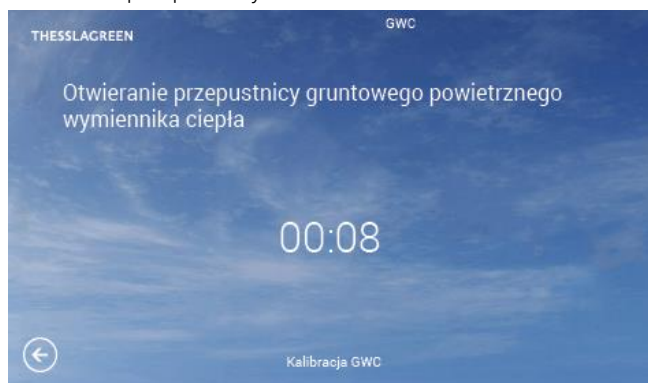 GWC
THESSLAGREEN
Otwieranie przepustnicy gruntowego powietrznego
wymiennika ciepła
00:08
Kalibracja GWC